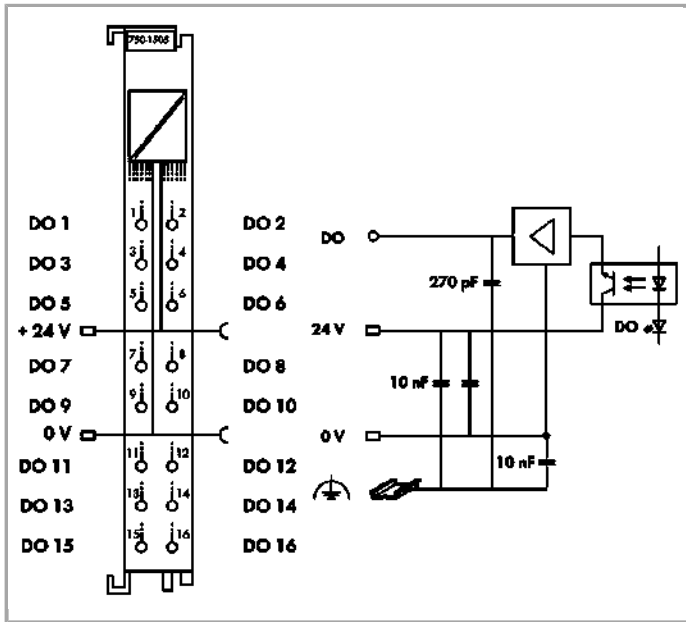 750-1505
1 2
DO 1 DO 2
3 4
DO 3 DO 4
5 6
DO 5 DO 6
+ 24 V
7 8
DO 7 DO 8
9 10
DO 9 DO 10
0 V
11 12
DO 11 DO 12
13 14
DO 13 DO 14
15 16
DO 15 DO 16
DO
270 pF
DO
24 V
10 nF
0 V
10 nF